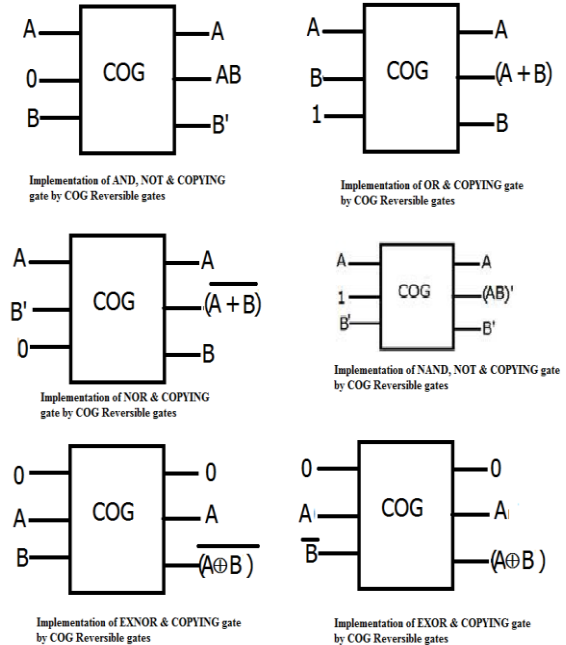 A
0
B
COG
A
AB
B'
Implementation of AND, NOT & COPYING
gate by COG Reversible gates
A
B
1
COG
A
(A + B)
B
Implementation of OR & COPYING gate
by COG Reversible gates
A
B'
0
COG
A
(A + B)
B
Implementation of NOR & COPYING
gate by COG Reversible gates
A
1
B'
COG
A
(AB)'
B'
Implementation of NAND, NOT & COPYING gate
by COG Reversible gates
0
A
B
COG
0
A
(A⊕B)
Implementation of EXNOR & COPYING gate
by COG Reversible gates
0
A
B
COG
0
A
(A⊕B)
Implementation of EXOR & COPYING gate
by COG Reversible gates